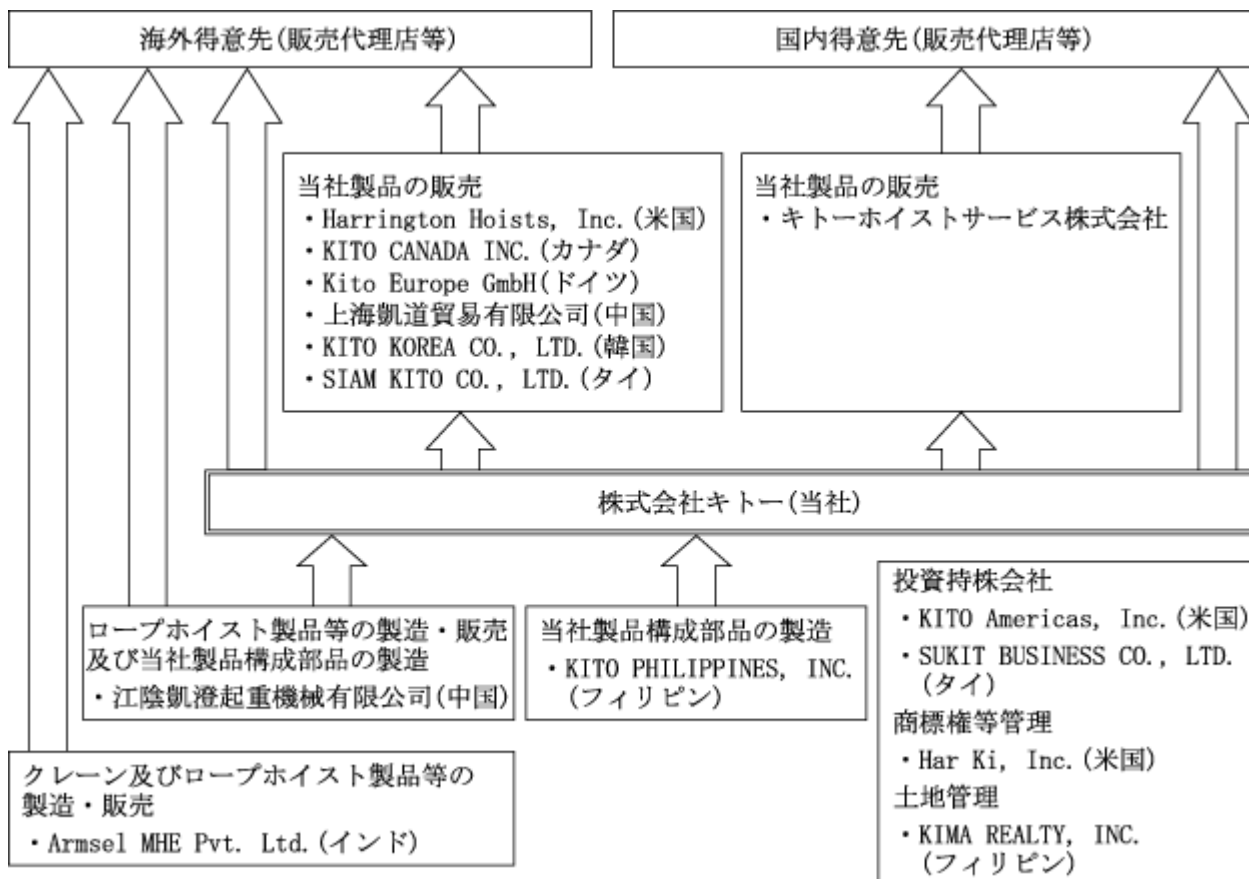 海外得意先(販売代理店等)
国内得意先(販売代理店等)
当社製品の販売
・Harrington Hoists, Inc.(米国)
・KITO CANADA INC.(カナダ)
・Kito Europe GmbH(ドイツ)
・上海凱道貿易有限公司(中国)
・KITO KOREA CO., LTD.(韓国)
・SIAM KITO CO., LTD.(タイ)
当社製品の販売
・キトーホイストサービス株式会社
株式会社キトー(当社)
ロープホイスト製品等の製造・販売
及び当社製品構成部品の製造
・江陰凱澄起重機械有限公司(中国)
当社製品構成部品の製造
・KITO PHILIPPINES, INC.
(フィリピン)
投資持株会社
・KITO Americas, Inc.(米国)
・SUKIT BUSINESS CO., LTD.
(タイ)
商標権等管理
・Har Ki, Inc.(米国)
土地管理
・KIMA REALTY, INC.
(フィリピン)
クレーン及びロープホイスト製品等の
製造・販売
・Armsel MHE Pvt. Ltd.(インド)